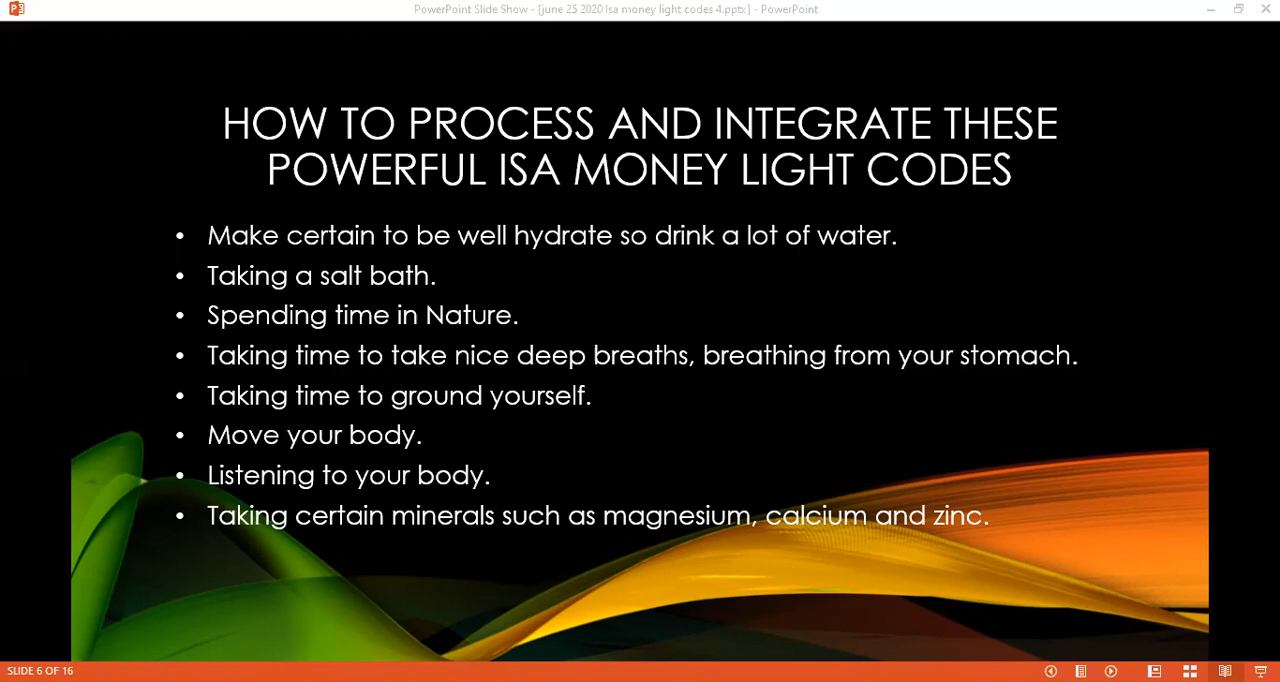 PowerPoint Slide Show - [june 25 2020 Isa money light codes 4.pptx] - PowerPoint
HOW TO PROCESS AND INTEGRATE THESE
POWERFUL ISA MONEY LIGHT CODES
• Make certain to be well hydrate so drink a lot of water.
• Taking a salt bath.
• Spending time in Nature.
• Taking time to take nice deep breaths, breathing from your stomach.
• Taking time to ground yourself.
• Move your body.
• Listening to your body.
• Taking certain minerals such as magnesium, calcium and zinc.
SLIDE 6 OF 16